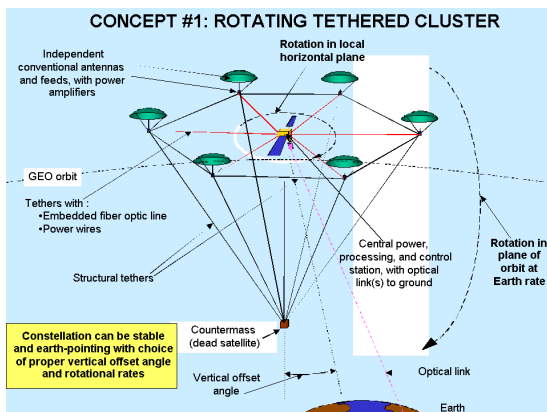 CONCEPT #1: ROTATING TETHERED CLUSTER
Independent
conventional antennas
and feeds, with power
amplifiers
Rotation in local
horizontal plane
GEO orbit
Tethers with :
•Embedded fiber optic line
•Power wires
Structural tethers
Central power,
processing, and control
station, with optical
link(s) to ground
Rotation in
plane of
orbit at
Earth rate
Constellation can be stable
and earth-pointing with choice
of proper vertical offset angle
and rotational rates
Countermass
(dead satellite)
Vertical offset
angle
Optical link
Earth